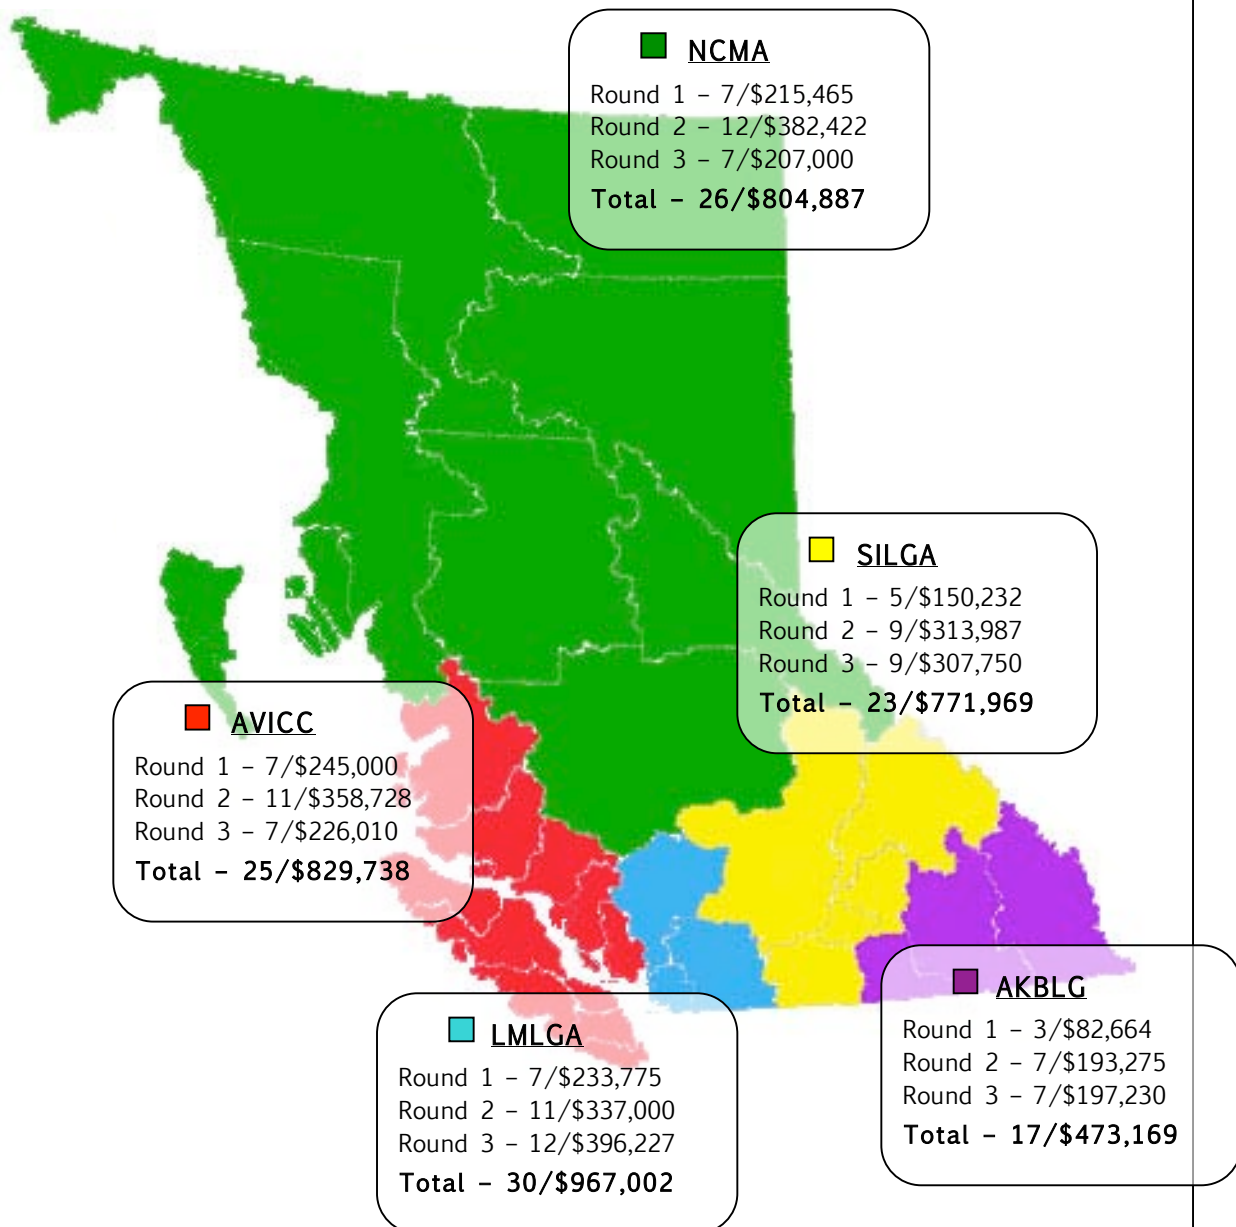 NCMA
Round 1 – 7/$215,465
Round 2 – 12/$382,422
Round 3 – 7/$207,000
Total – 26/$804,887
SILGA
Round 1 – 5/$150,232
Round 2 – 9/$313,987
Round 3 – 9/$307,750
Total – 23/$771,969
AVICC
Round 1 – 7/$245,000
Round 2 – 11/$358,728
Round 3 – 7/$226,010
Total – 25/$829,738
AKBLG
Round 1 – 3/$82,664
Round 2 – 7/$193,275
Round 3 – 7/$197,230
Total – 17/$473,169
LMLGA
Round 1 – 7/$233,775
Round 2 – 11/$337,000
Round 3 – 12/$396,227
Total – 30/$967,002